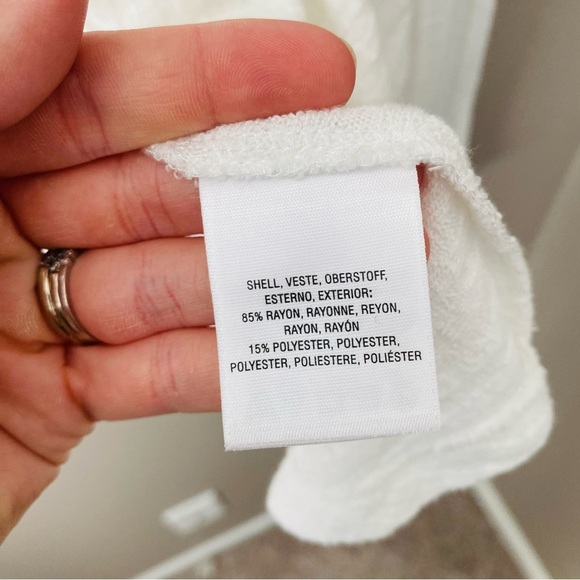 SHELL, VESTE, OBERSTOFF,
ESTERNO, EXTERIOR:
85% RAYON, RAYONNE, REYON,
RAYON, RAYÓN
15% POLYESTER, POLYESTER,
POLYESTER, POLIESTERE, POLIÉSTER